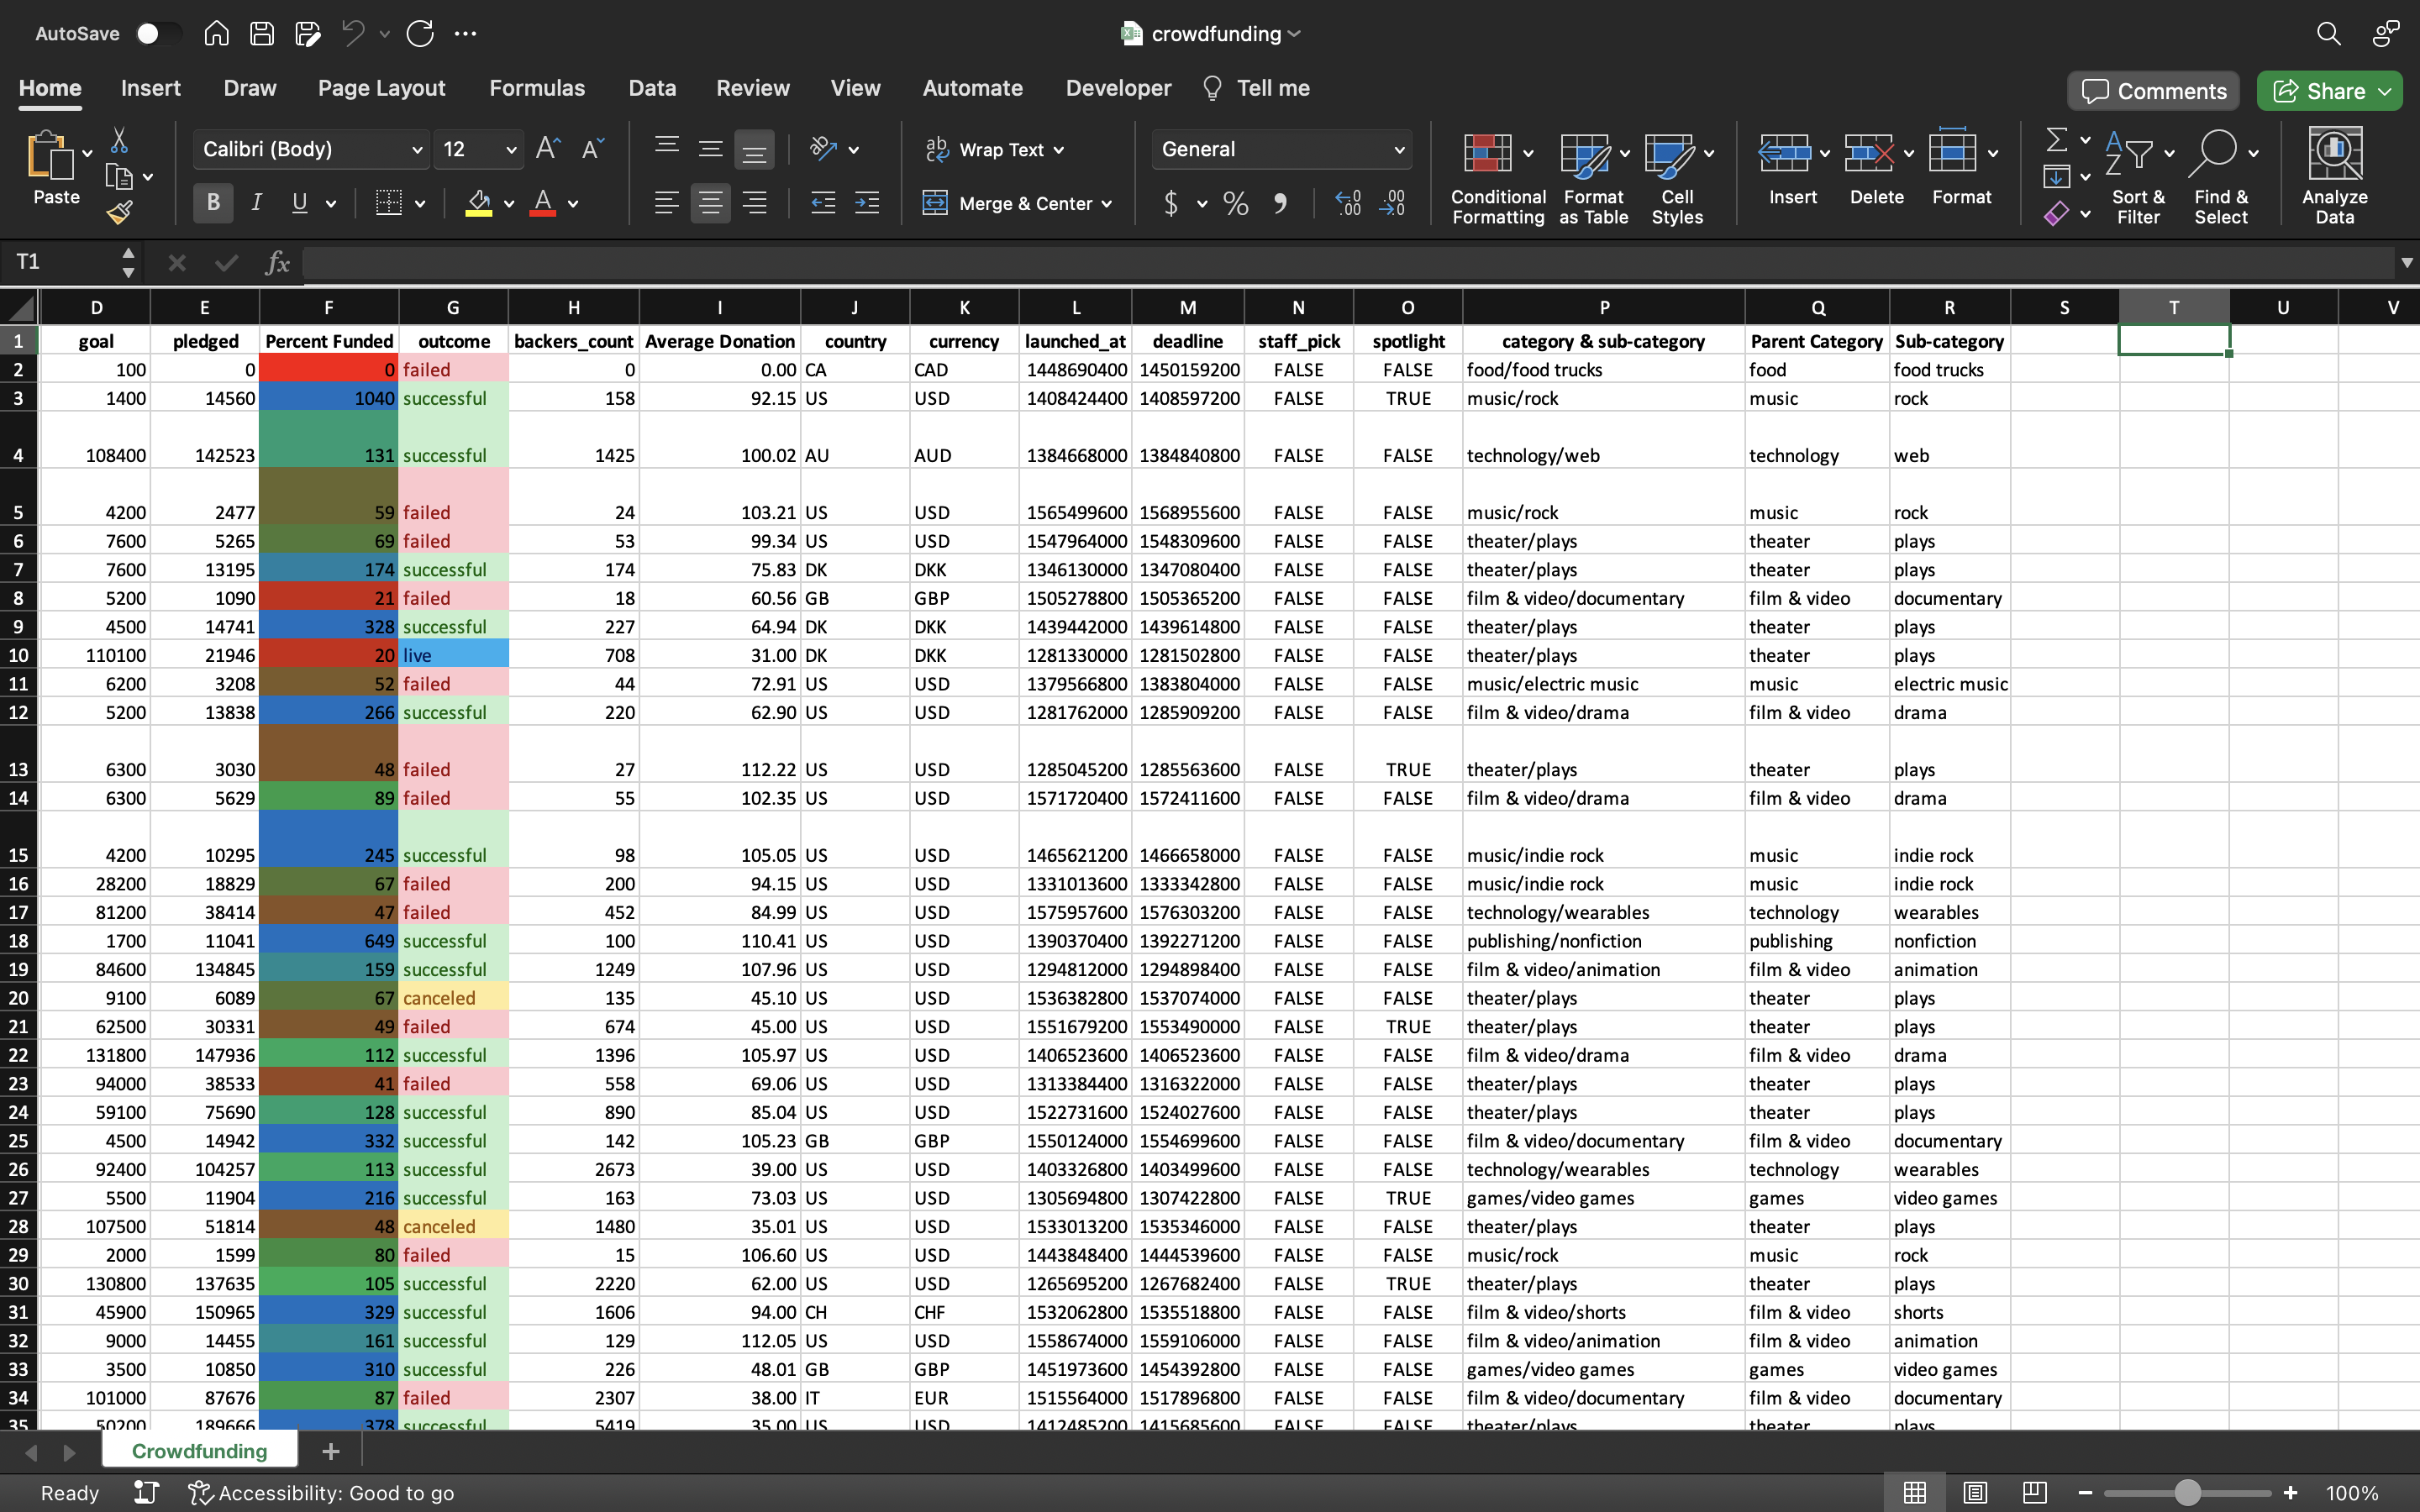 AutoSave
crowdfunding
Home Insert Draw Page Layout Formulas Data Review View Automate Developer Tell me Comments Share
Paste Calibri (Body) 12 Wrap Text General Conditional Formatting Format as Table Cell Styles Insert Delete Format Sort & Filter Find & Select Analyze Data
B I U A Merge & Center $ % 9
T1 fx
D E F G H I J K L M N O P Q R S T U V
1 goal pledged Percent Funded outcome backers_count Average Donation country currency launched_at deadline staff_pick spotlight category & sub-category Parent Category Sub-category
2 100 0 0 failed 0 0.00 CA CAD 1448690400 1450159200 FALSE FALSE food/food trucks food food trucks
3 1400 14560 1040 successful 158 92.15 US USD 1408424400 1408597200 FALSE TRUE music/rock music rock
4 108400 142523 131 successful 1425 100.02 AU AUD 1384668000 1384840800 FALSE FALSE technology/web technology web
5 4200 2477 59 failed 24 103.21 US USD 1565499600 1568955600 FALSE FALSE music/rock music rock
6 7600 5265 69 failed 53 99.34 US USD 1547964000 1548309600 FALSE FALSE theater/plays theater plays
7 7600 13195 174 successful 174 75.83 DK DKK 1346130000 1347080400 FALSE FALSE theater/plays theater plays
8 5200 1090 21 failed 18 60.56 GB GBP 1505278800 1505365200 FALSE FALSE film & video/documentary film & video documentary
9 4500 14741 328 successful 227 64.94 DK DKK 1439442000 1439614800 FALSE FALSE theater/plays theater plays
10 110100 21946 20 live 708 31.00 DK DKK 1281330000 1281502800 FALSE FALSE theater/plays theater plays
11 6200 3208 52 failed 44 72.91 US USD 1379566800 1383804000 FALSE FALSE music/electric music music electric music
12 5200 13838 266 successful 220 62.90 US USD 1281762000 1285909200 FALSE FALSE film & video/drama film & video drama
13 6300 3030 48 failed 27 112.22 US USD 1285045200 1285563600 FALSE TRUE theater/plays theater plays
14 6300 5629 89 failed 55 102.35 US USD 1571720400 1572411600 FALSE FALSE film & video/drama film & video drama
15 4200 10295 245 successful 98 105.05 US USD 1465621200 1466658000 FALSE FALSE music/indie rock music indie rock
16 28200 18829 67 failed 200 94.15 US USD 1331013600 1333342800 FALSE FALSE music/indie rock music indie rock
17 81200 38414 47 failed 452 84.99 US USD 1575957600 1576303200 FALSE FALSE technology/wearables technology wearables
18 1700 11041 649 successful 100 110.41 US USD 1390370400 1392271200 FALSE FALSE publishing/nonfiction publishing nonfiction
19 84600 134845 159 successful 1249 107.96 US USD 1294812000 1294898400 FALSE FALSE film & video/animation film & video animation
20 9100 6089 67 canceled 135 45.10 US USD 1536382800 1537074000 FALSE FALSE theater/plays theater plays
21 62500 30331 49 failed 674 45.00 US USD 1551679200 1553490000 FALSE TRUE theater/plays theater plays
22 131800 147936 112 successful 1396 105.97 US USD 1406523600 1406523600 FALSE FALSE film & video/drama film & video drama
23 94000 38533 41 failed 558 69.06 US USD 1313384400 1316322000 FALSE FALSE theater/plays theater plays
24 59100 75690 128 successful 890 85.04 US USD 1522731600 1524027600 FALSE FALSE theater/plays theater plays
25 4500 14942 332 successful 142 105.23 GB GBP 1550124000 1554699600 FALSE FALSE film & video/documentary film & video documentary
26 92400 104257 113 successful 2673 39.00 US USD 1403326800 1403499600 FALSE FALSE technology/wearables technology wearables
27 5500 11904 216 successful 163 73.03 US USD 1305694800 1307422800 FALSE TRUE games/video games games video games
28 107500 51814 48 canceled 1480 35.01 US USD 1533013200 1535346000 FALSE FALSE theater/plays theater plays
29 2000 1599 80 failed 15 106.60 US USD 1443848400 1444539600 FALSE FALSE music/rock music rock
30 130800 137635 105 successful 2220 62.00 US USD 1265695200 1267682400 FALSE TRUE theater/plays theater plays
31 45900 150965 329 successful 1606 94.00 CH CHF 1532062800 1535518800 FALSE FALSE film & video/shorts film & video shorts
32 9000 14455 161 successful 129 112.05 US USD 1558674000 1559106000 FALSE FALSE film & video/animation film & video animation
33 3500 10850 310 successful 226 48.01 GB GBP 1451973600 1454392800 FALSE FALSE games/video games games video games
34 101000 87676 87 failed 2307 38.00 IT EUR 1515564000 1517896800 FALSE FALSE film & video/documentary film & video documentary
35 50200 189666 378 successful 5419 35.00 US USD 1412485200 1415685600 FALSE FALSE theater/plays theater plays
Crowdfunding
Ready Accessibility: Good to go 100%